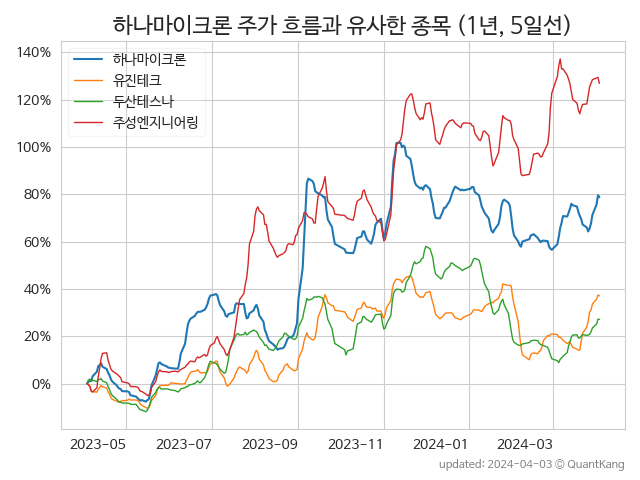 하나마이크론 주가 흐름과 유사한 종목 (1년, 5일선)
140%
120%
100%
80%
60%
40%
20%
0%
하나마이크론
유진테크
두산테스나
주성엔지니어링
2023-05 2023-07 2023-09 2023-11 2024-01 2024-03
updated: 2024-04-03 © QuantKang